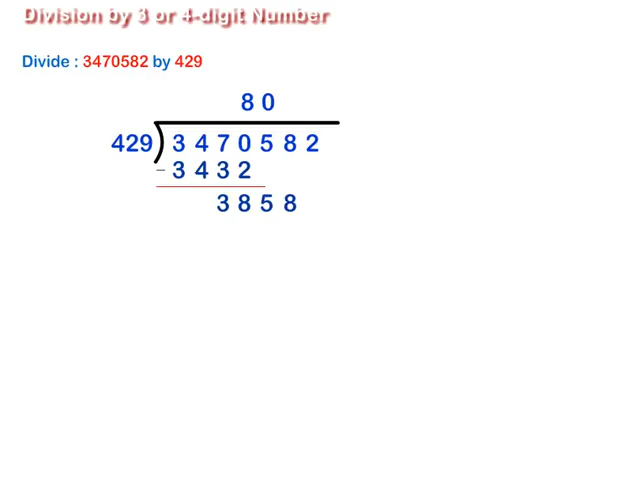 Division by 3 or 4-digit Number
Divide : 3470582 by 429
8 0
429 ) 3 4 7 0 5 8 2
− 3 4 3 2
3 8 5 8